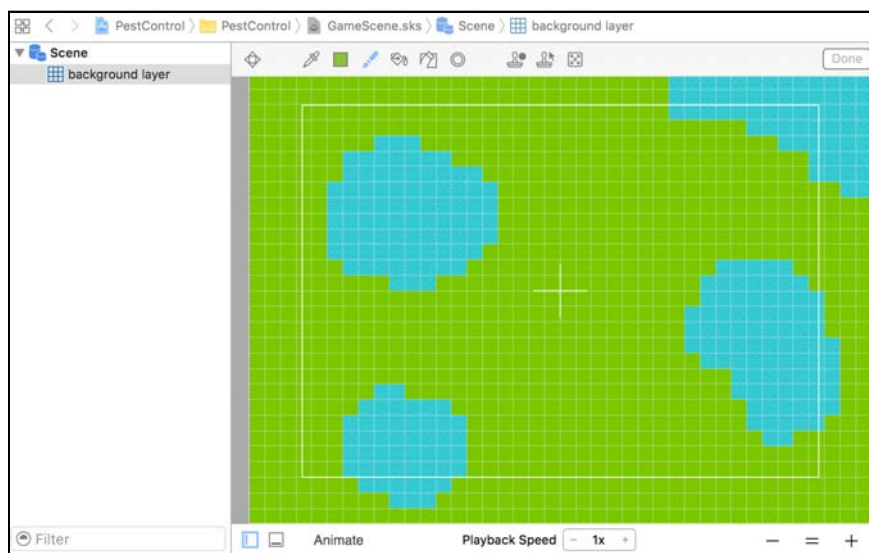 PestControl PestControl GameScene.sks Scene background layer
Scene
background layer
Done
Filter
Animate
Playback Speed
1x